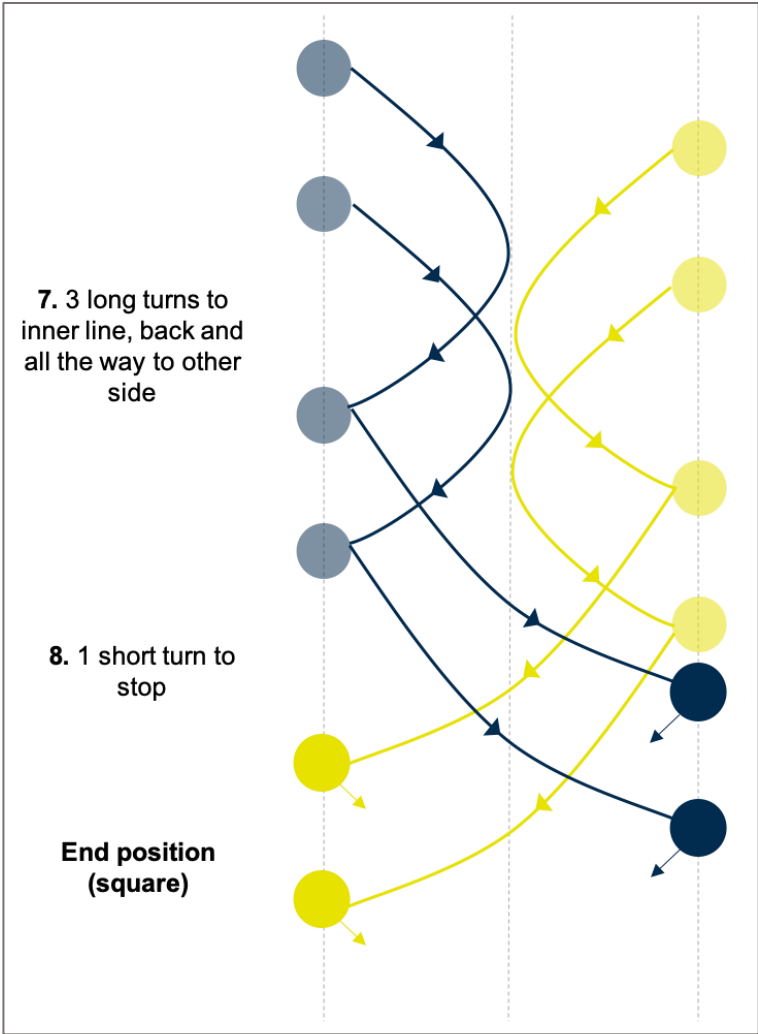 7. 3 long turns to
inner line, back and
all the way to other
side
8. 1 short turn to
stop
End position
(square)